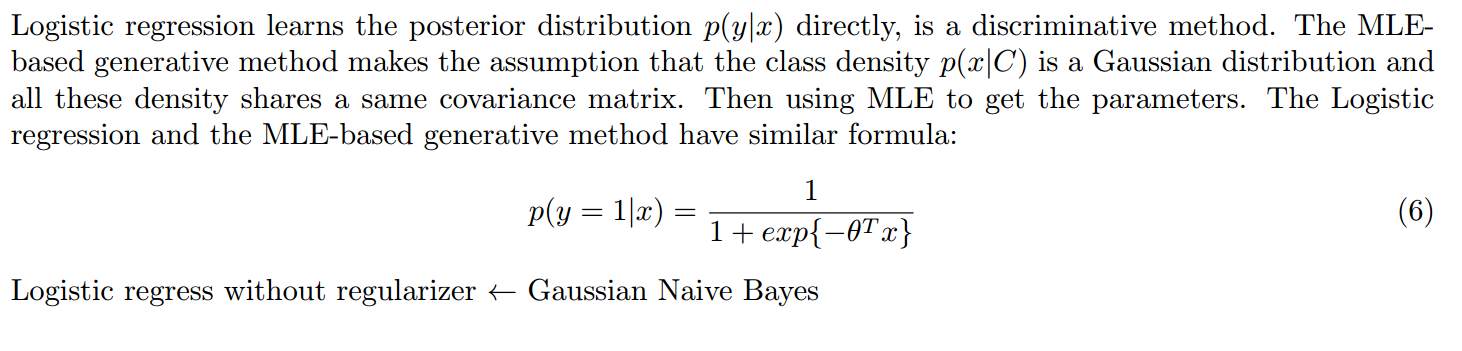 Logistic regression learns the posterior distribution p(y|x) directly, is a discriminative method. The MLE-
based generative method makes the assumption that the class density p(x|C) is a Gaussian distribution and
all these density shares a same covariance matrix. Then using MLE to get the parameters. The Logistic
regression and the MLE-based generative method have similar formula:
p(y = 1|x) = \frac{1}{1 + exp\{-θ^T x\}} (6)
Logistic regress without regularizer ← Gaussian Naive Bayes